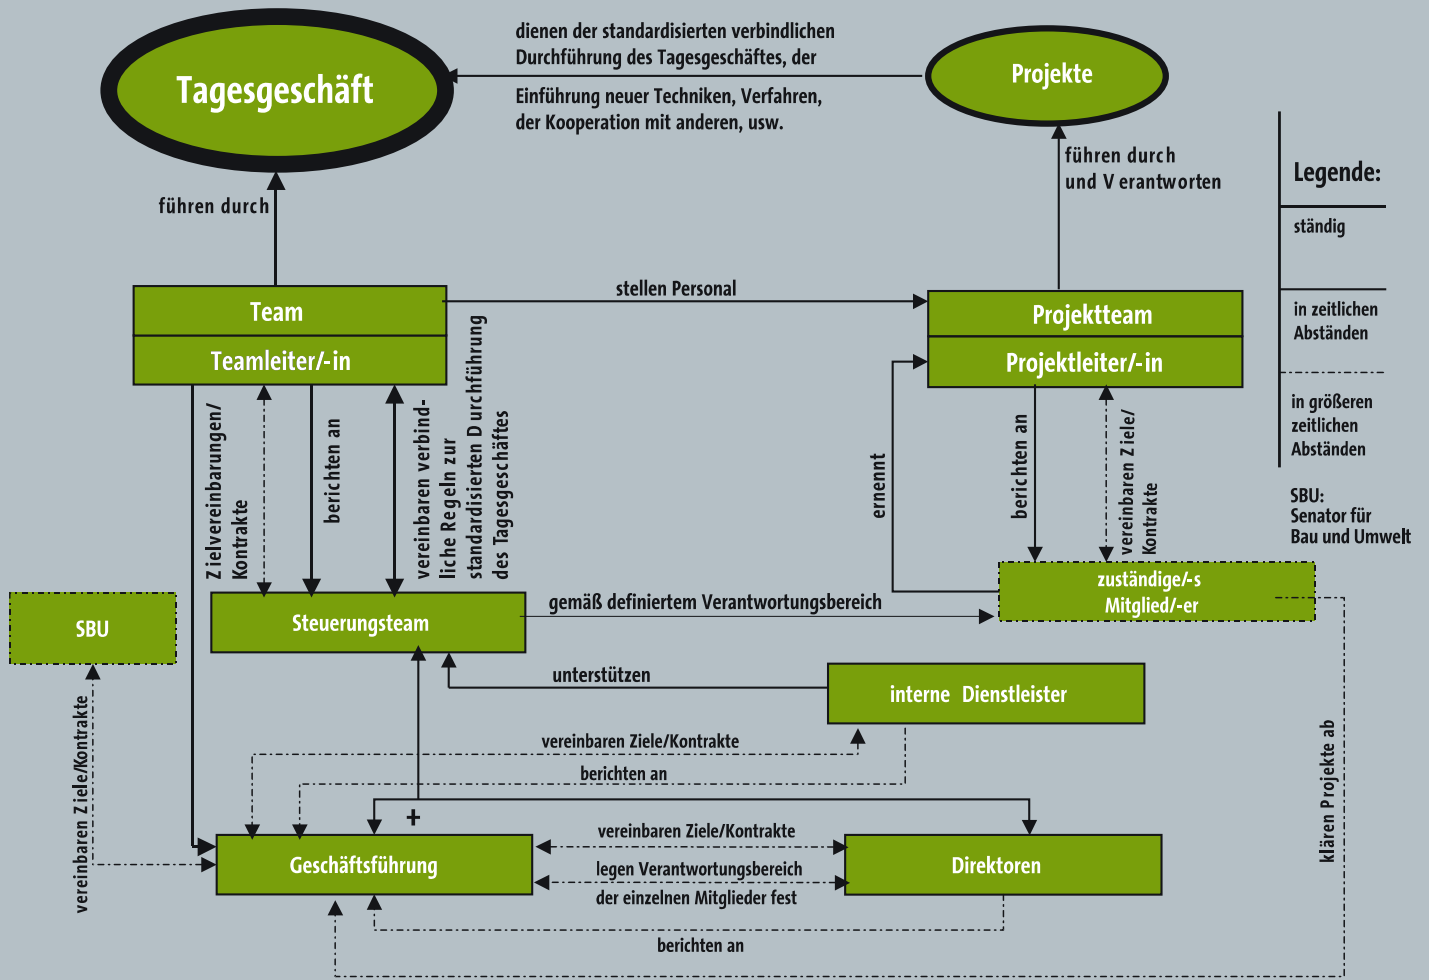 Tagesgeschäft
dienen der standardisierten verbindlichen
Durchführung des Tagesgeschäftes, der
Einführung neuer Techniken, Verfahren,
der Kooperation mit anderen, usw.
Projekte
führen durch
führen durch
und V erantworten
Legende:
ständig
in zeitlichen
Abständen
in größeren
zeitlichen
Abständen
SBU:
Senator für
Bau und Umwelt
Team
Teamleiter/-in
stellen Personal
Projektteam
Projektleiter/-in
Z ielvereinbarungen/
Kontrakte
berichten an
vereinbaren verbind-
liche Regeln zur
standardisierten D urchführung
des Tagesgeschäftes
ernennt
berichten an
vereinbaren Z iele/
Kontrakte
SBU
Steuerungsteam
gemäß definiertem Verantwortungsbereich
zuständige/-s
Mitglied/-er
unterstützen
interne Dienstleister
vereinbaren Z iele/Kontrakte
vereinbaren Ziele/Kontrakte
berichten an
klären Projekte ab
+
Geschäftsführung
vereinbaren Ziele/Kontrakte
legen Verantwortungsbereich
der einzelnen Mitglieder fest
Direktoren
berichten an